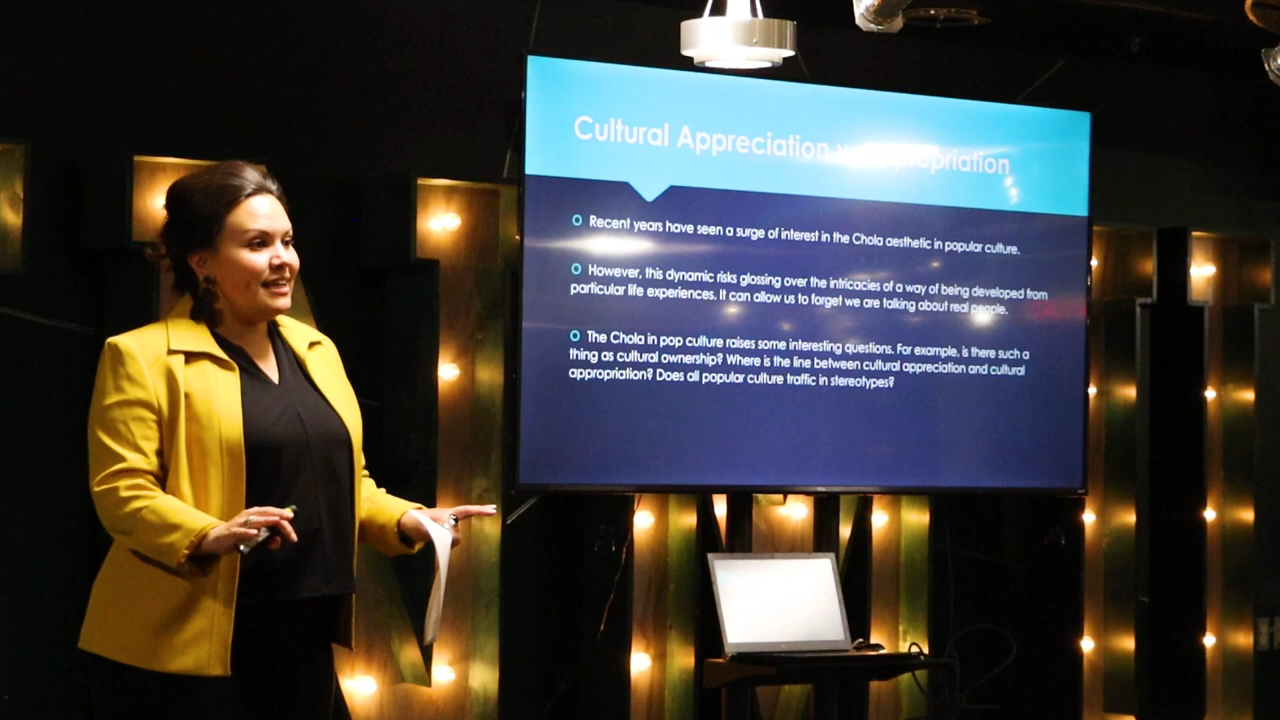 Cultural Appreciation
Recent years have seen a surge of interest in the Chola aesthetic in popular culture.
However, this dynamic risks glossing over the intricacies of a way of being developed from
particular life experiences. It can allow us to forget we are talking about real people.
The Chola in pop culture raises some interesting questions. For example, is there such a
thing as cultural ownership? Where is the line between cultural appreciation and cultural
appropriation? Does all popular culture traffic in stereotypes?